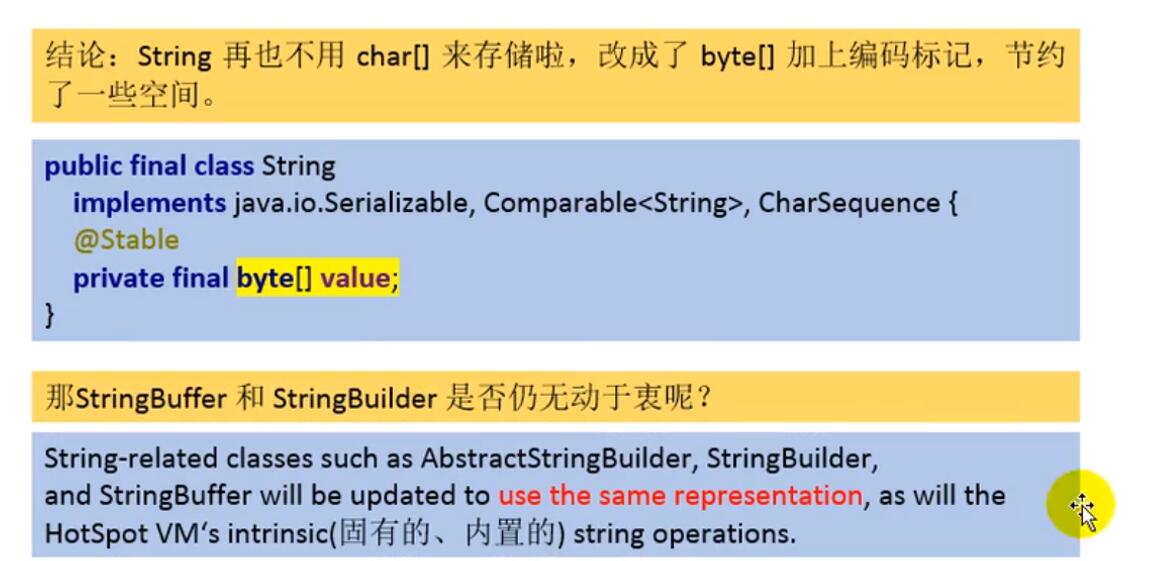 结论：String 再也不用 char[] 来存储啦，改成了 byte[] 加上编码标记，节约
了一些空间。
public final class String
implements java.io.Serializable, Comparable<String>, CharSequence {
@Stable
private final byte[] value;
}
那StringBuffer 和 StringBuilder 是否仍无动于衷呢？
String-related classes such as AbstractStringBuilder, StringBuilder,
and StringBuffer will be updated to use the same representation, as will the
HotSpot VM‘s intrinsic(固有的、内置的) string operations.